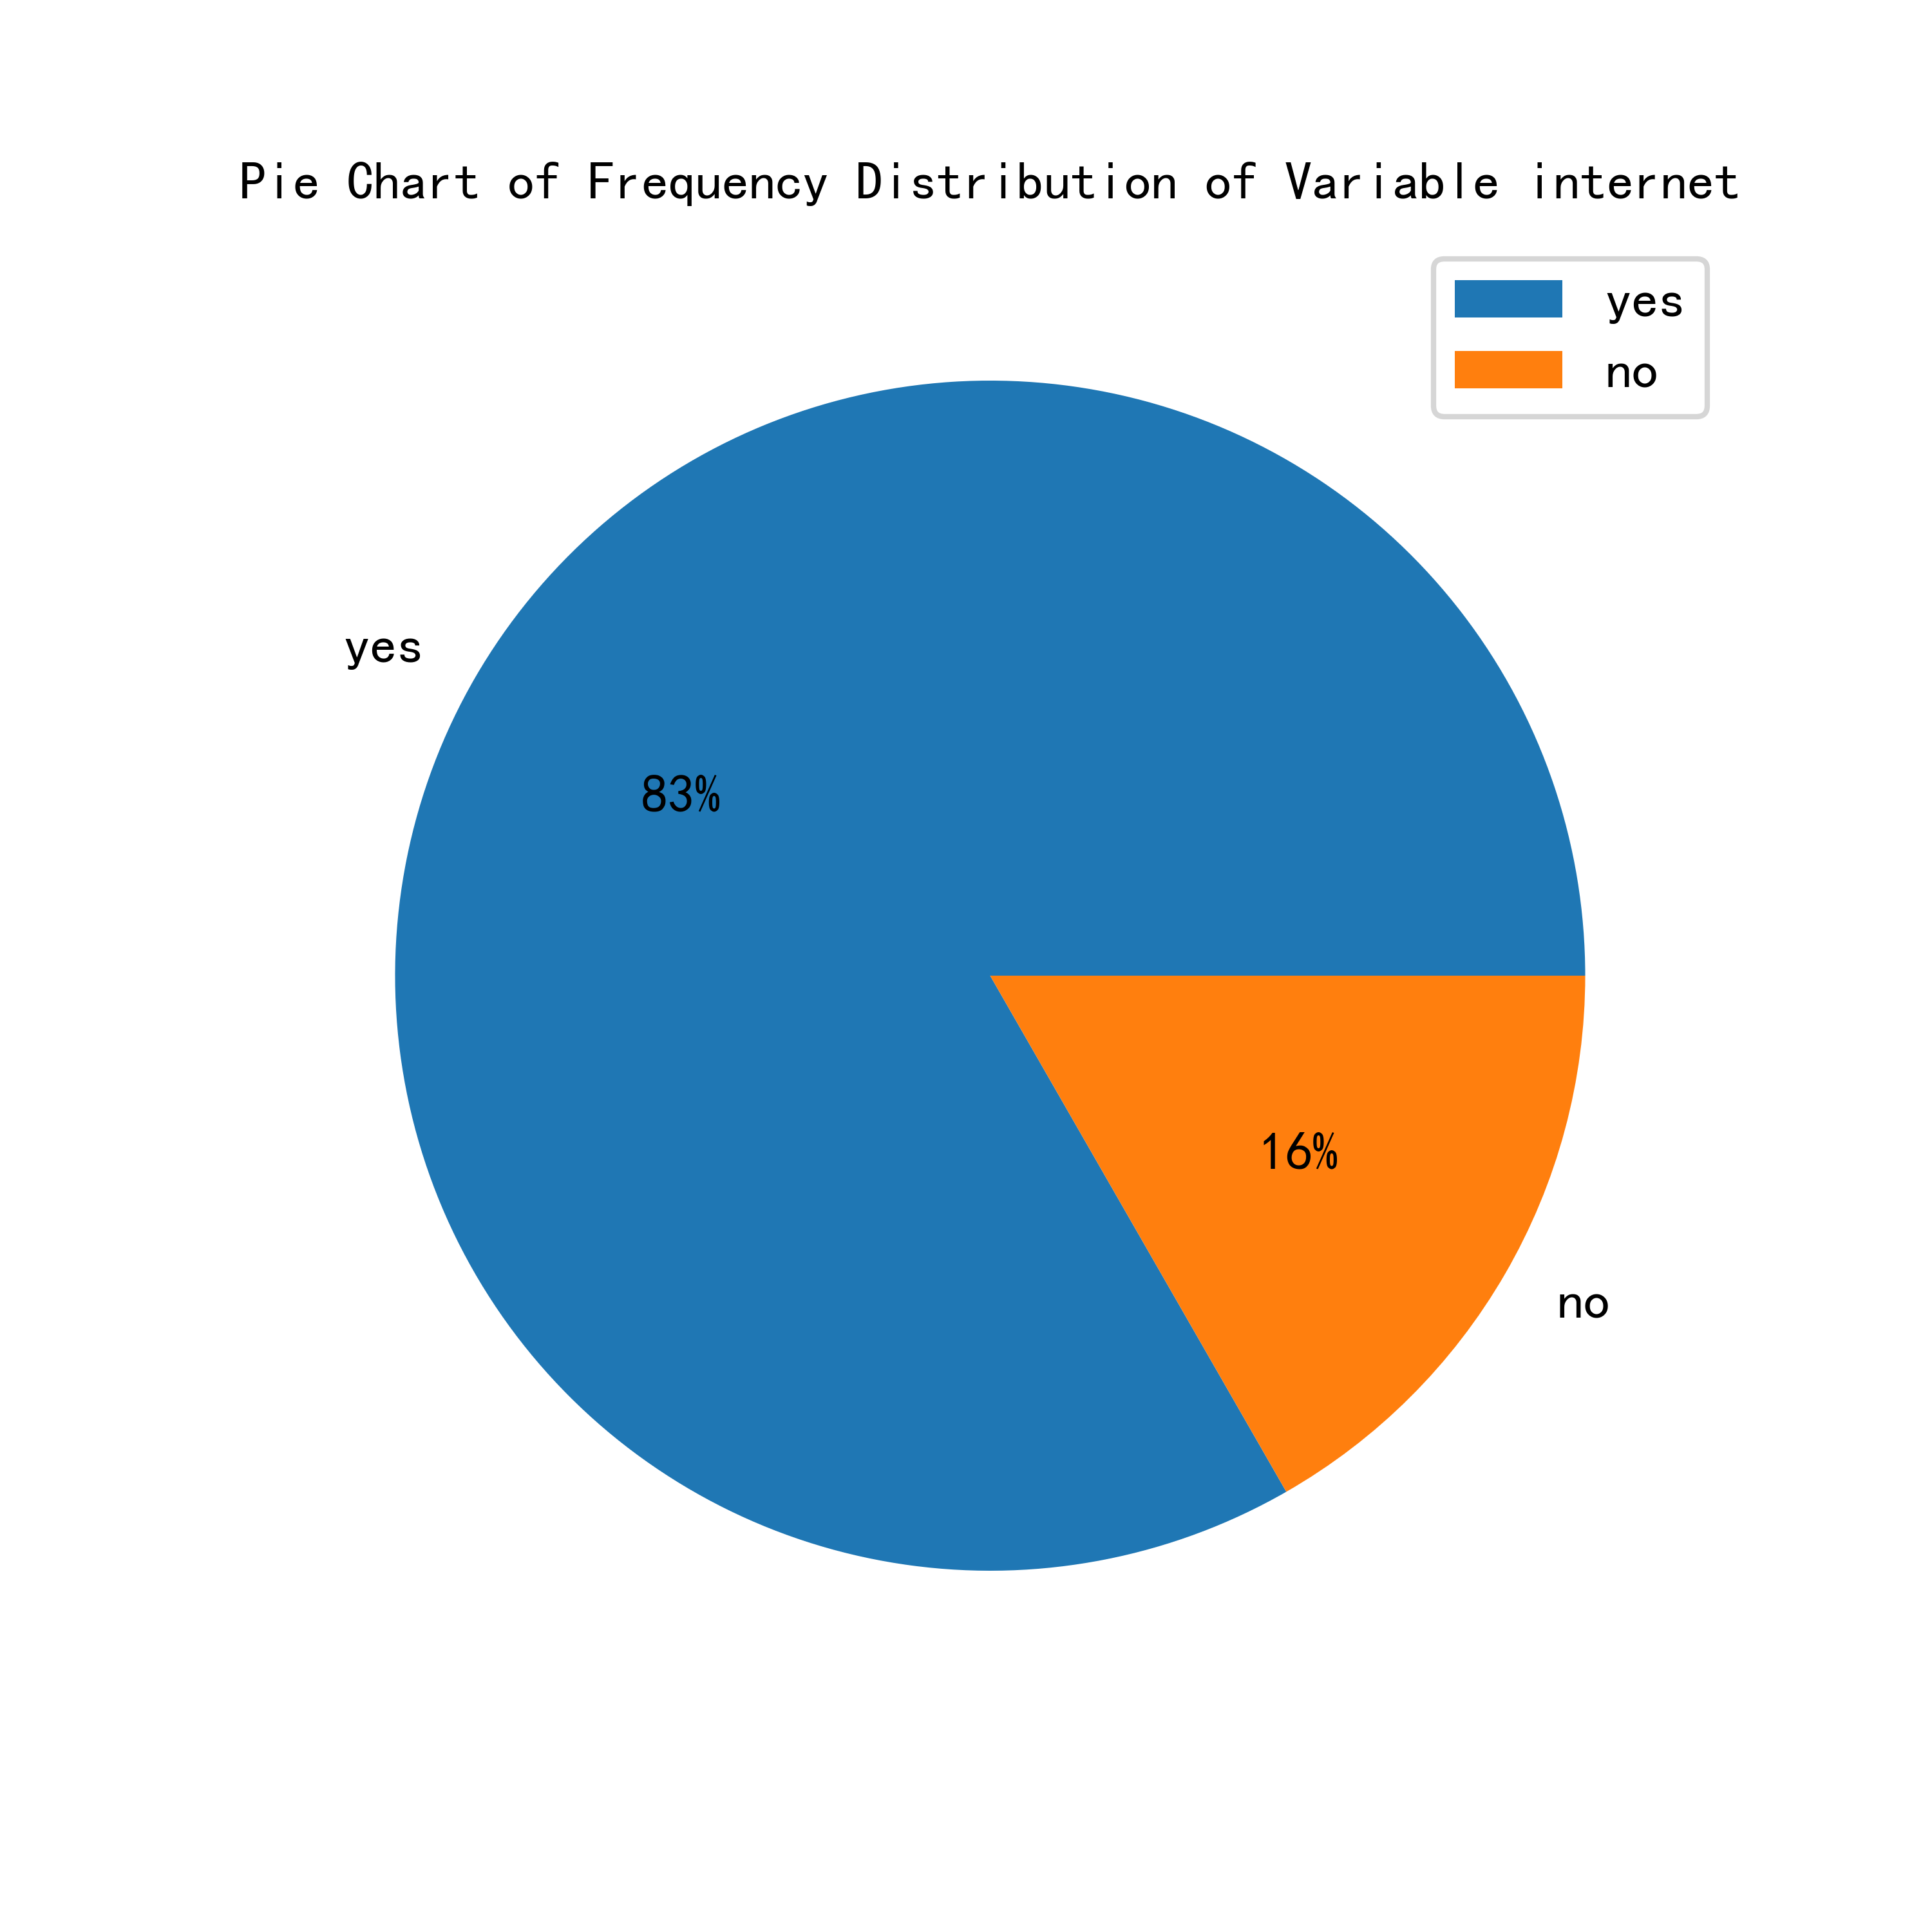 Pie Chart of Frequency Distribution of Variable internet
yes
no
yes
83%
16%
no